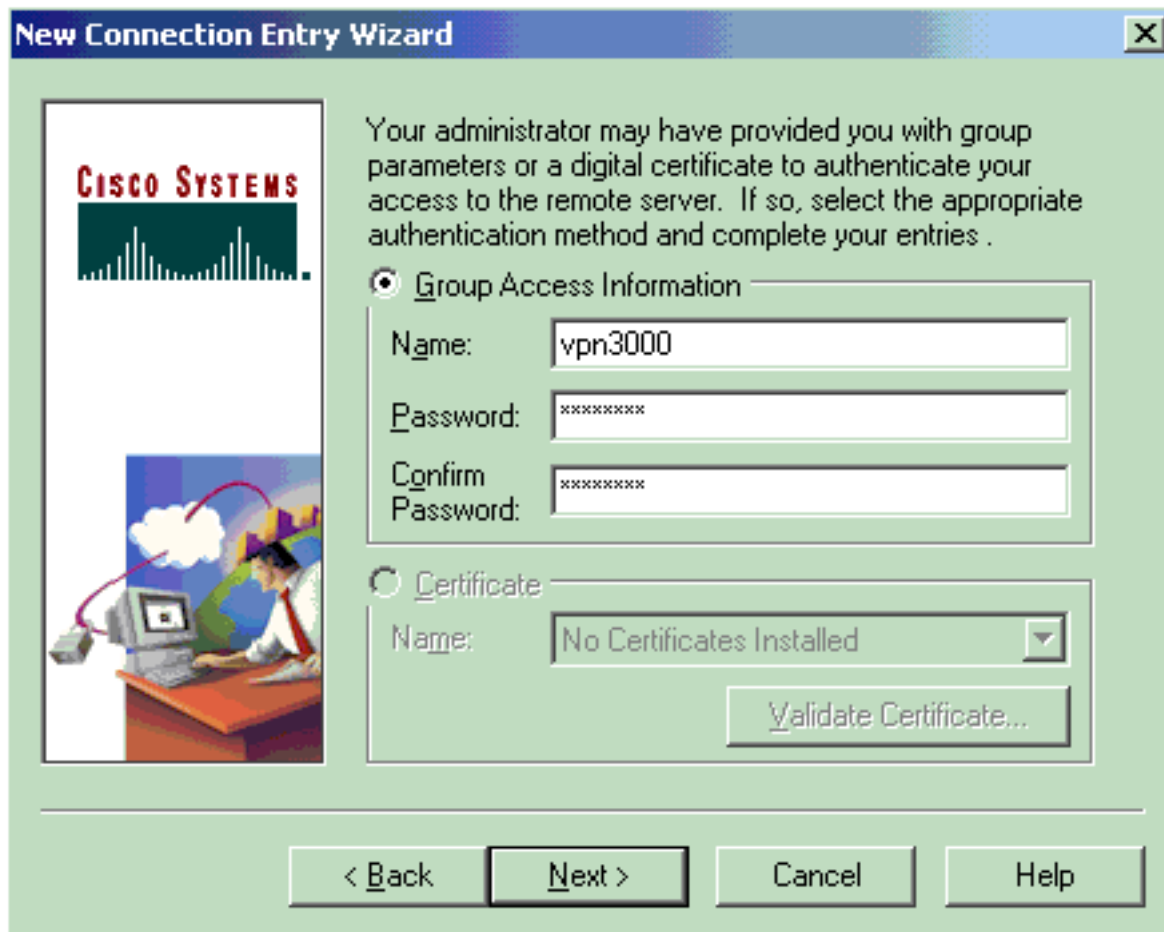 New Connection Entry Wizard
CISCO SYSTEMS
Your administrator may have provided you with group
parameters or a digital certificate to authenticate your
access to the remote server. If so, select the appropriate
authentication method and complete your entries .
Group Access Information
Name:
vpn3000
Password:
********
Confirm
Password:
********
Certificate
Name:
No Certificates Installed
Validate Certificate...
< Back
Next >
Cancel
Help